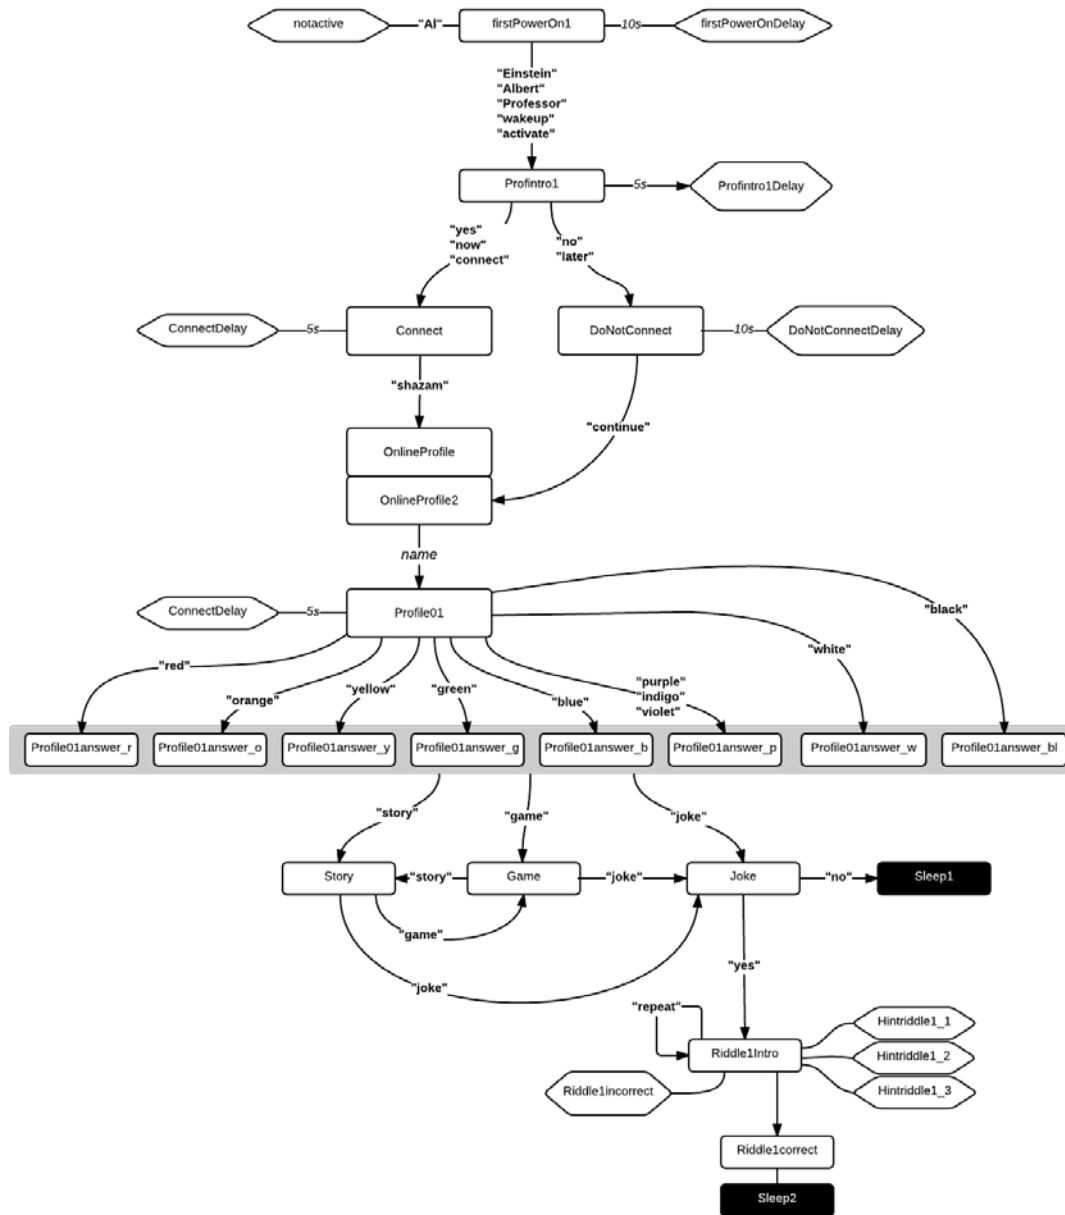 notactive
"Al"
firstPowerOn1
10s
firstPowerOnDelay
"Einstein"
"Albert"
"Professor"
"wakeup"
"activate"
Profintro1
5s
Profintro1Delay
"yes"
"now"
"connect"
"no"
"later"
ConnectDelay
5s
Connect
DoNotConnect
10s
DoNotConnectDelay
"shazam"
"continue"
OnlineProfile
OnlineProfile2
name
ConnectDelay
5s
Profile01
"black"
"white"
"red"
"orange"
"yellow"
"green"
"blue"
"purple"
"indigo"
"violet"
Profile01answer_r
Profile01answer_o
Profile01answer_y
Profile01answer_g
Profile01answer_b
Profile01answer_p
Profile01answer_w
Profile01answer_bl
"story"
"game"
"joke"
Story
"story"
Game
"joke"
Joke
"no"
Sleep1
"game"
"joke"
"yes"
"repeat"
Riddle1Intro
Hintriddle1_1
Hintriddle1_2
Hintriddle1_3
Riddle1incorrect
Riddle1correct
Sleep2